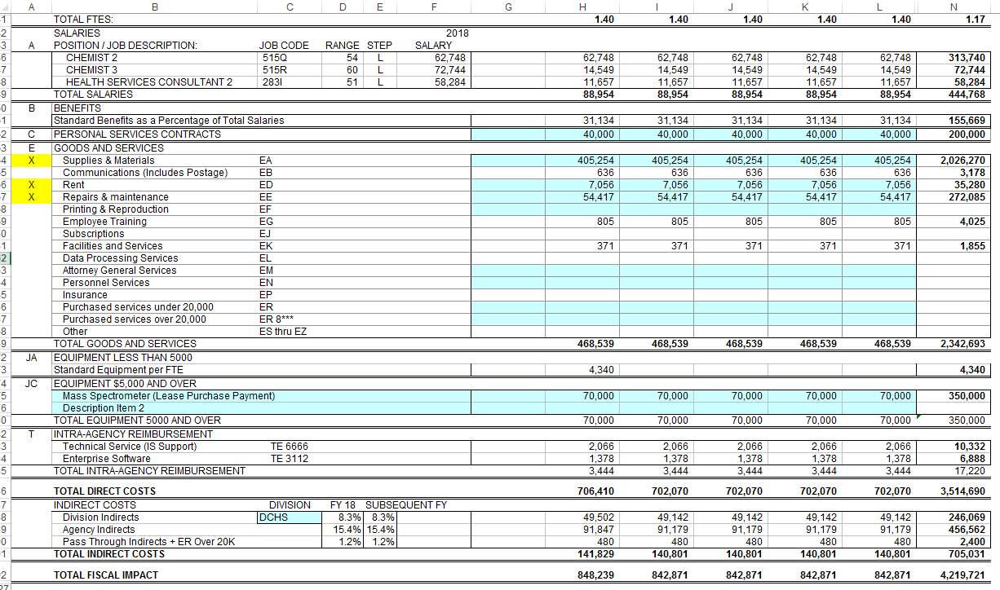 A B C D E F G H I J K L N
1 TOTAL FTES: 1.40 1.40 1.40 1.40 1.40 1.17
2 SALARIES 2018
3 A POSITION / JOB DESCRIPTION: JOB CODE RANGE STEP SALARY
6 CHEMIST 2 515Q 54 L 62,748 62,748 62,748 62,748 62,748 62,748 313,740
7 CHEMIST 3 515R 60 L 72,744 14,549 14,549 14,549 14,549 14,549 72,744
8 HEALTH SERVICES CONSULTANT 2 283I 51 L 58,284 11,657 11,657 11,657 11,657 11,657 58,284
9 TOTAL SALARIES 88,954 88,954 88,954 88,954 88,954 444,768
0 B BENEFITS
1 Standard Benefits as a Percentage of Total Salaries 31,134 31,134 31,134 31,134 31,134 155,669
2 C PERSONAL SERVICES CONTRACTS 40,000 40,000 40,000 40,000 40,000 200,000
3 E GOODS AND SERVICES
4 X Supplies & Materials EA 405,254 405,254 405,254 405,254 405,254 2,026,270
5 Communications (Includes Postage) EB 636 636 636 636 636 3,178
6 X Rent ED 7,056 7,056 7,056 7,056 7,056 35,280
7 X Repairs & maintenance EE 54,417 54,417 54,417 54,417 54,417 272,085
8 Printing & Reproduction EF
9 Employee Training EG 805 805 805 805 805 4,025
0 Subscriptions EJ
1 Facilities and Services EK 371 371 371 371 371 1,855
2 Data Processing Services EL
3 Attorney General Services EM
4 Personnel Services EN
5 Insurance EP
6 Purchased services under 20,000 ER
7 Purchased services over 20,000 ER 8***
8 Other ES thru EZ
9 TOTAL GOODS AND SERVICES 468,539 468,539 468,539 468,539 468,539 2,342,693
2 JA EQUIPMENT LESS THAN 5000
3 Standard Equipment per FTE 4,340 4,340
4 JC EQUIPMENT $5,000 AND OVER
5 Mass Spectrometer (Lease Purchase Payment) 70,000 70,000 70,000 70,000 70,000 350,000
6 Description Item 2
0 TOTAL EQUIPMENT 5000 AND OVER 70,000 70,000 70,000 70,000 70,000 350,000
2 T INTRA-AGENCY REIMBURSEMENT
3 Technical Service (IS Support) TE 6666 2,066 2,066 2,066 2,066 2,066 10,332
4 Enterprise Software TE 3112 1,378 1,378 1,378 1,378 1,378 6,888
5 TOTAL INTRA-AGENCY REIMBURSEMENT 3,444 3,444 3,444 3,444 3,444 17,220
6 TOTAL DIRECT COSTS 706,410 702,070 702,070 702,070 702,070 3,514,690
7 INDIRECT COSTS DIVISION FY 18 SUBSEQUENT FY
8 Division Indirects DCHS 8.3% 8.3% 49,502 49,142 49,142 49,142 49,142 246,069
9 Agency Indirects 15.4% 15.4% 91,847 91,179 91,179 91,179 91,179 456,562
0 Pass Through Indirects + ER Over 20K 1.2% 1.2% 480 480 480 480 480 2,400
1 TOTAL INDIRECT COSTS 141,829 140,801 140,801 140,801 140,801 705,031
2 TOTAL FISCAL IMPACT 848,239 842,871 842,871 842,871 842,871 4,219,721